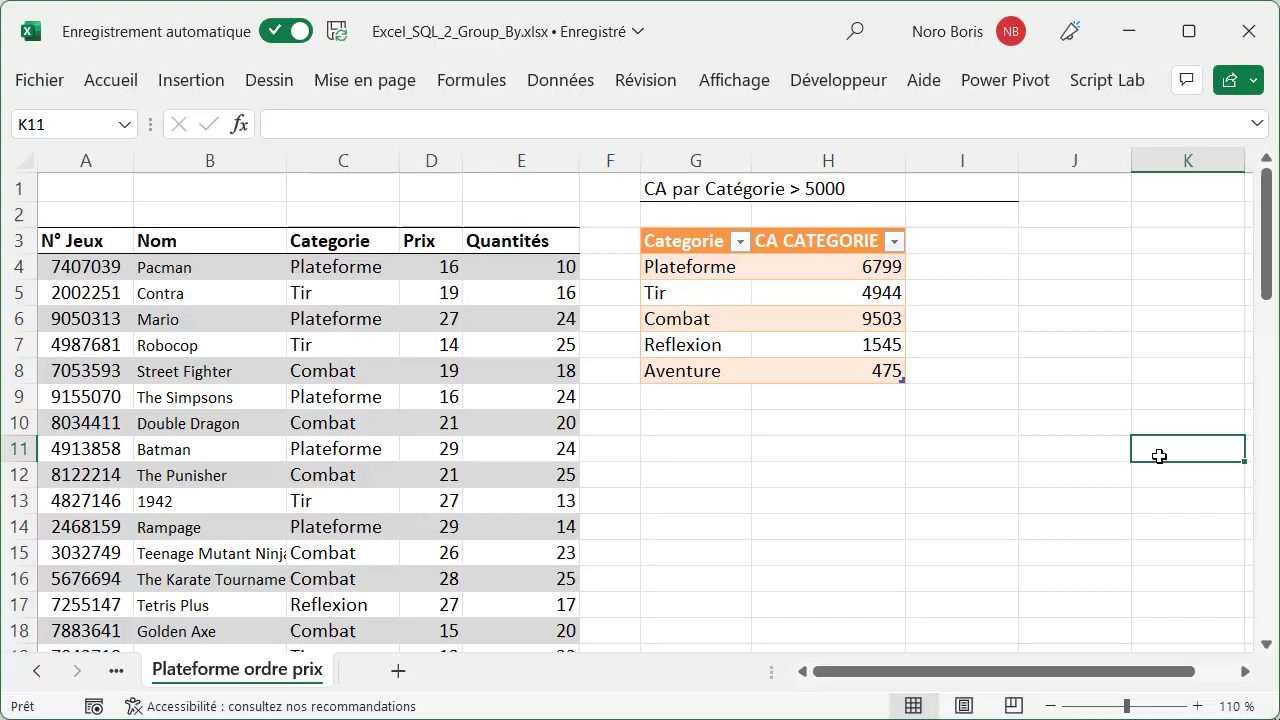 Enregistrement automatique Excel_SQL_2_Group_By.xlsx • Enregistré Noro Boris NB
Fichier Accueil Insertion Dessin Mise en page Formules Données Révision Affichage Développeur Aide Power Pivot Script Lab
K11 fx
A B C D E F G H I J K
1 CA par Catégorie > 5000
2
3 N° Jeux Nom Categorie Prix Quantités Categorie CA CATEGORIE
4 7407039 Pacman Plateforme 16 10 Plateforme 6799
5 2002251 Contra Tir 19 16 Tir 4944
6 9050313 Mario Plateforme 27 24 Combat 9503
7 4987681 Robocop Tir 14 25 Reflexion 1545
8 7053593 Street Fighter Combat 19 18 Aventure 475
9 9155070 The Simpsons Plateforme 16 24
10 8034411 Double Dragon Combat 21 20
11 4913858 Batman Plateforme 29 24
12 8122214 The Punisher Combat 21 25
13 4827146 1942 Tir 27 13
14 2468159 Rampage Plateforme 29 14
15 3032749 Teenage Mutant Ninja Combat 26 23
16 5676694 The Karate Tourname Combat 28 25
17 7255147 Tetris Plus Reflexion 27 17
18 7883641 Golden Axe Combat 15 20
Plateforme ordre prix
Prêt Accessibilité : consultez nos recommandations 110 %